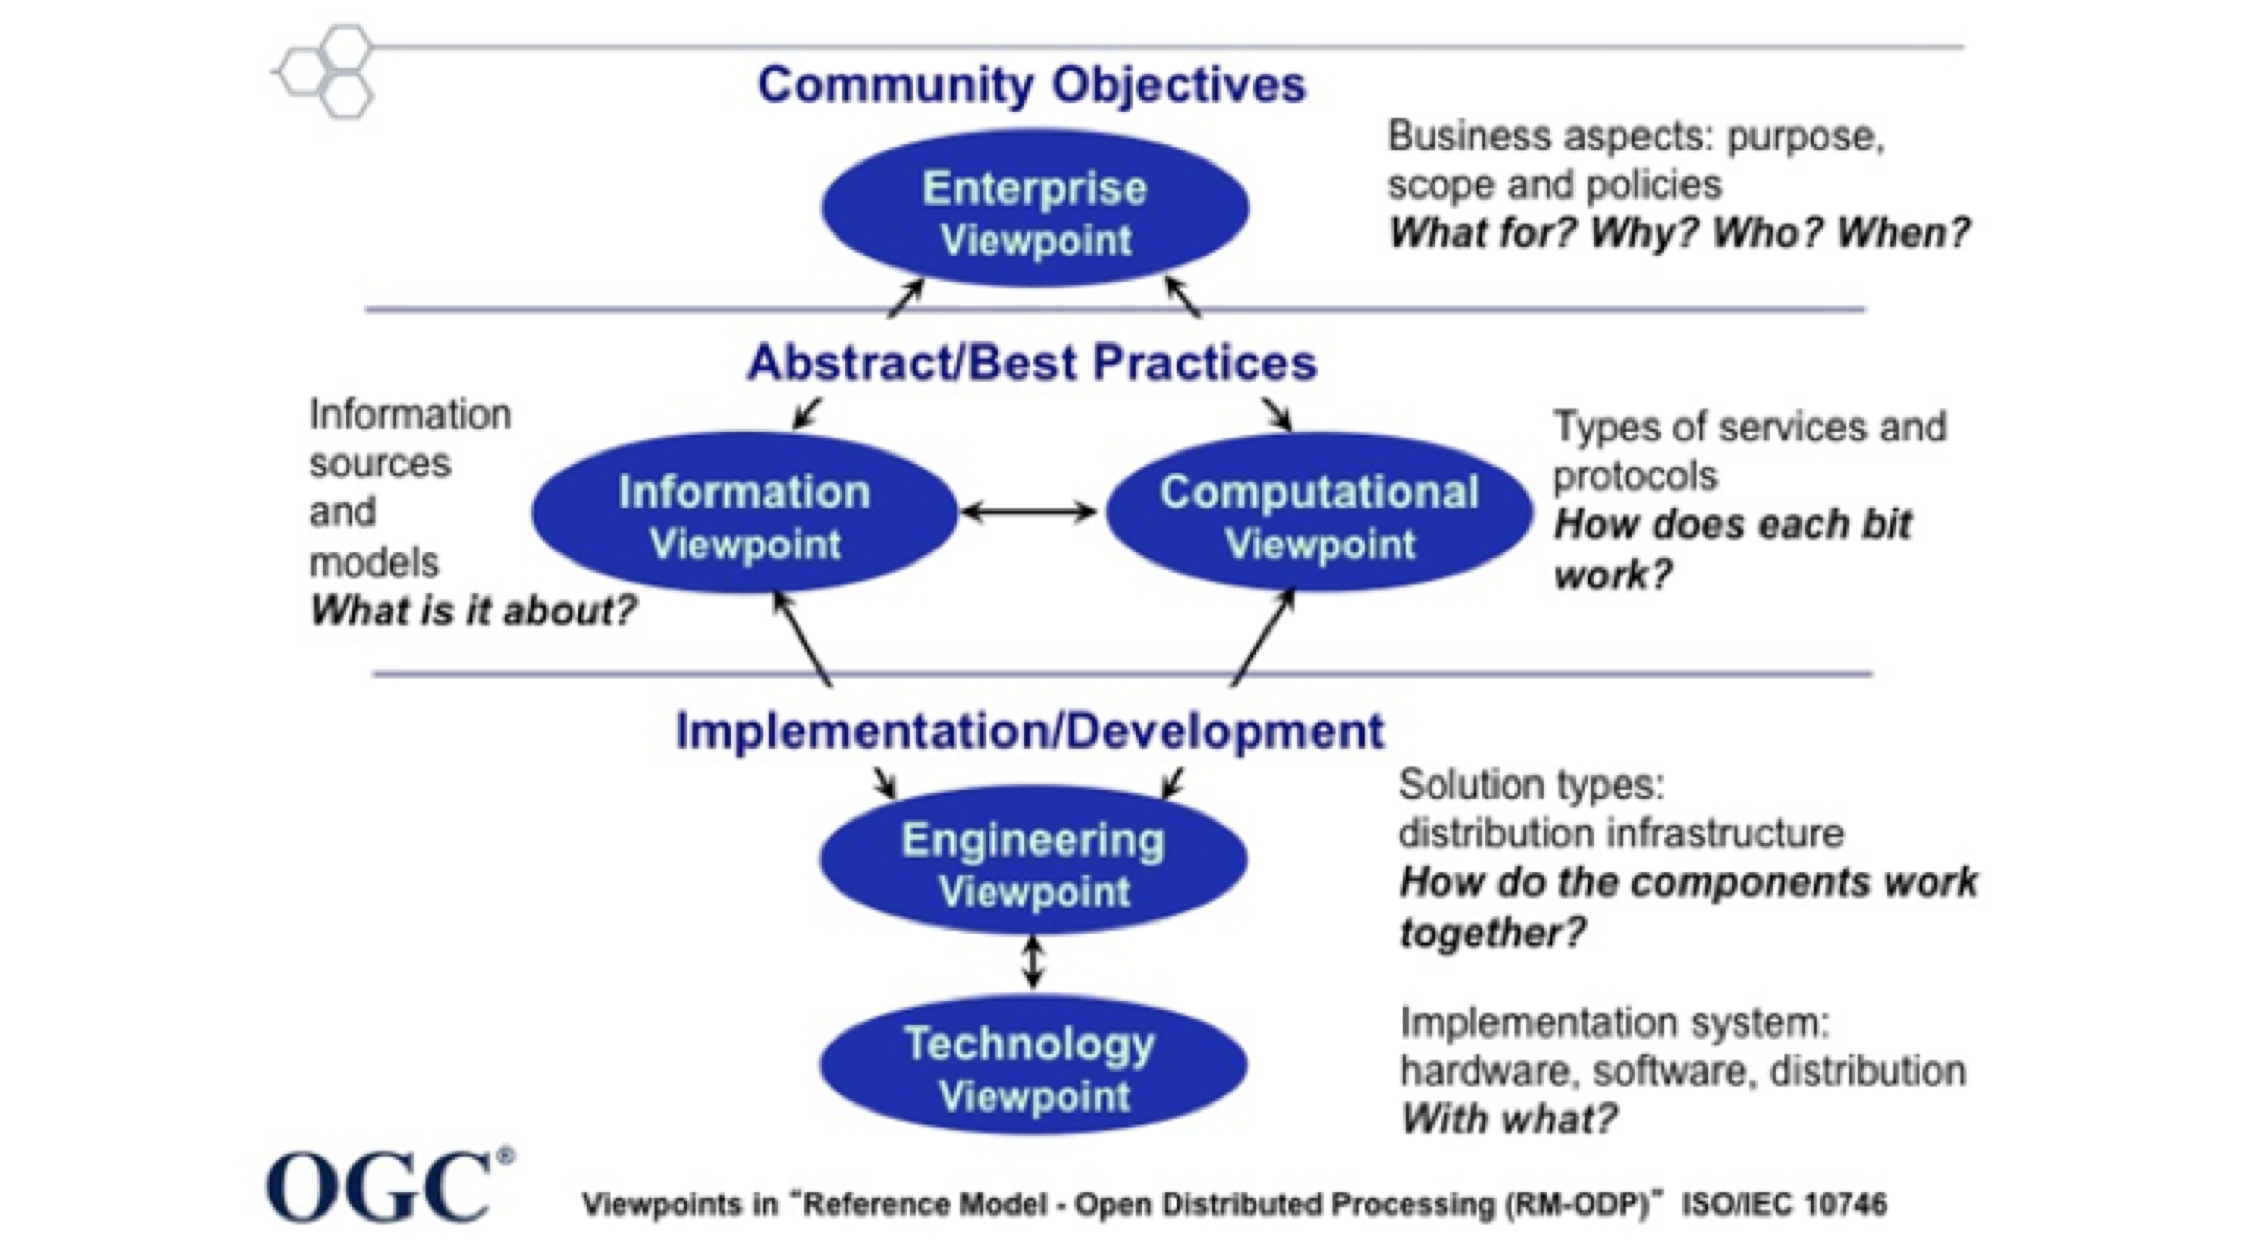 Community Objectives
Enterprise
Viewpoint
Business aspects: purpose,
scope and policies
What for? Why? Who? When?
Abstract/Best Practices
Information
sources
and
models
What is it about?
Information
Viewpoint
Computational
Viewpoint
Types of services and
protocols
How does each bit
work?
Implementation/Development
Engineering
Viewpoint
Solution types:
distribution infrastructure
How do the components work
together?
Technology
Viewpoint
Implementation system:
hardware, software, distribution
With what?
OGC®
Viewpoints in “Reference Model - Open Distributed Processing (RM-ODP)” ISO/IEC 10746